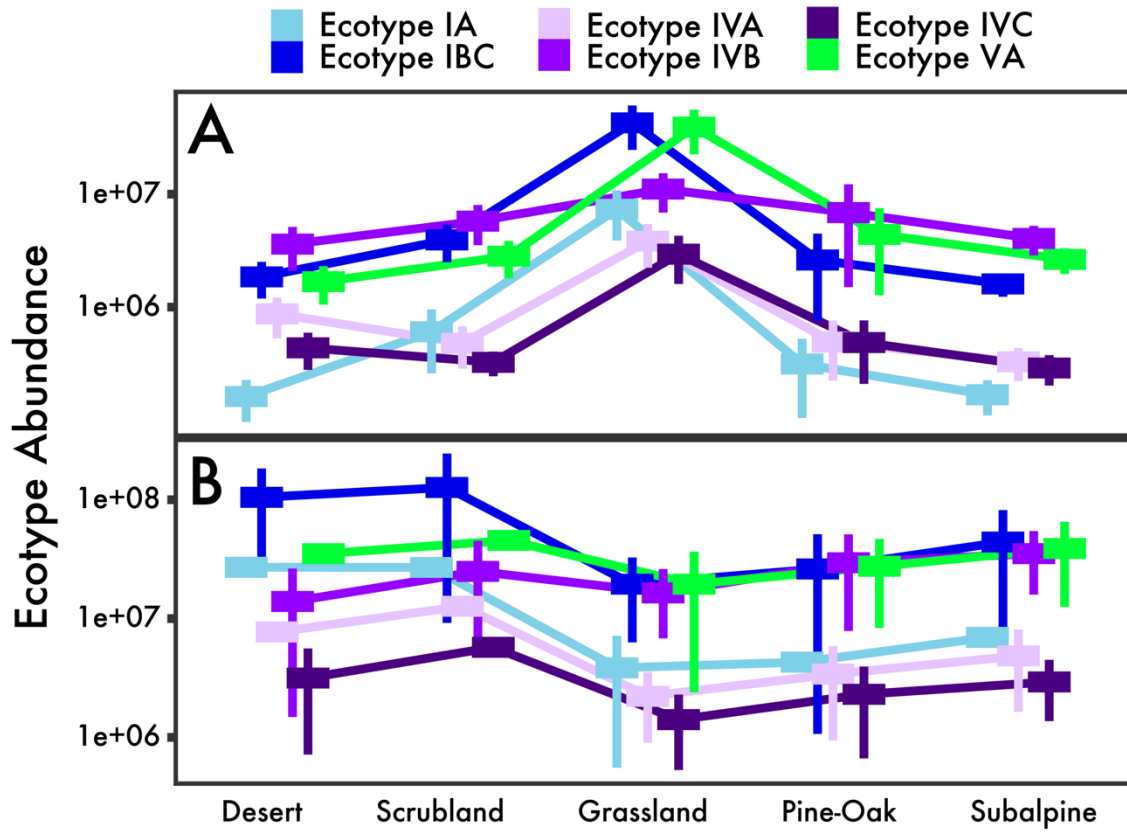 Ecotype IA Ecotype IVA Ecotype IVC
Ecotype IBC Ecotype IVB Ecotype VA
A
1e+07
1e+06
Ecotype Abundance
B
1e+08
1e+07
1e+06
Desert Scrubland Grassland Pine-Oak Subalpine